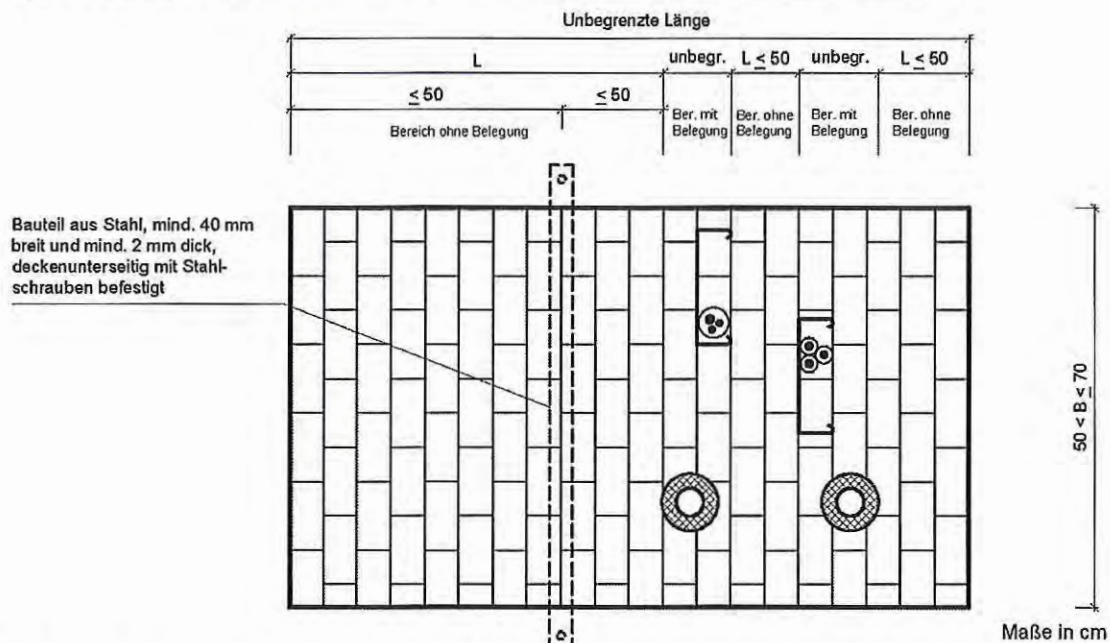 Unbegrenzte Länge
L
unbegr.
L ≤ 50
unbegr.
L ≤ 50
≤ 50
≤ 50
Bereich ohne Belegung
Ber. mit
Belegung
Ber. ohne
Belegung
Ber. mit
Belegung
Ber. ohne
Belegung
Bauteil aus Stahl, mind. 40 mm
breit und mind. 2 mm dick,
deckenunterseitig mit Stahl-
schrauben befestigt
50 < B ≤ 70
Maße in cm